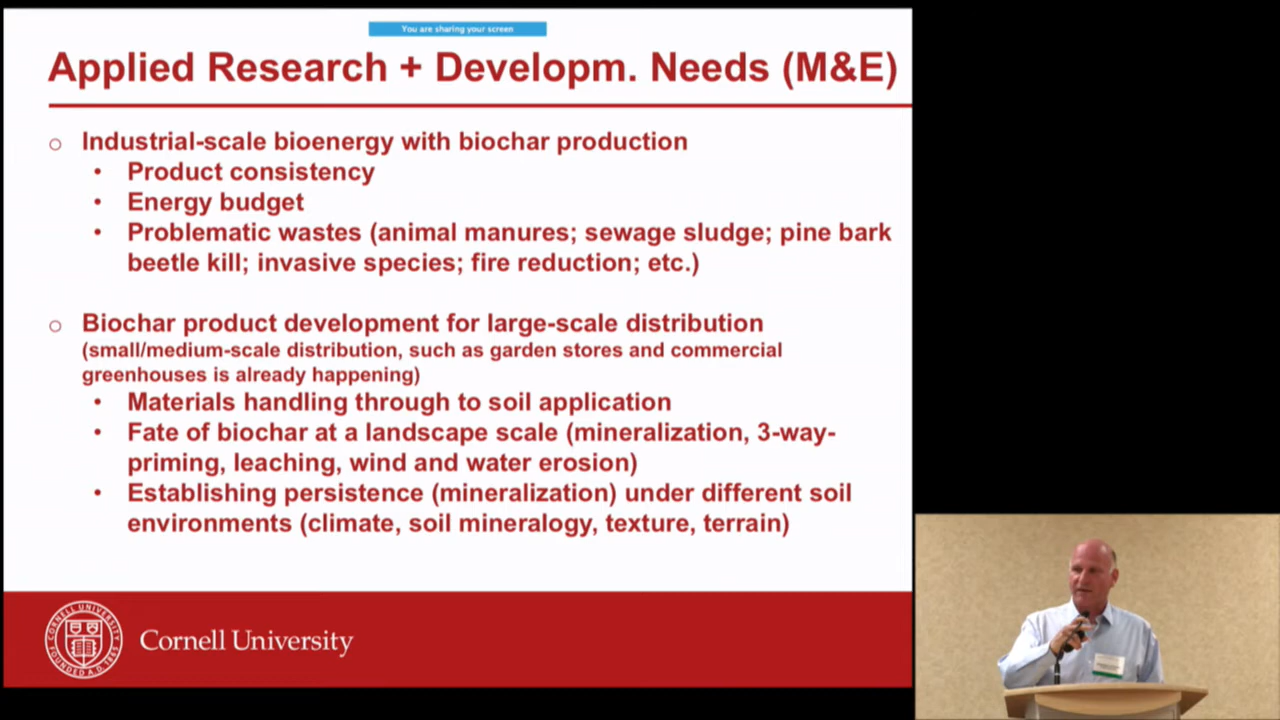 You are sharing your screen
Applied Research + Developm. Needs (M&E)
Industrial-scale bioenergy with biochar production
Product consistency
Energy budget
Problematic wastes (animal manures; sewage sludge; pine bark
beetle kill; invasive species; fire reduction; etc.)
Biochar product development for large-scale distribution
(small/medium-scale distribution, such as garden stores and commercial
greenhouses is already happening)
Materials handling through to soil application
Fate of biochar at a landscape scale (mineralization, 3-way-
priming, leaching, wind and water erosion)
Establishing persistence (mineralization) under different soil
environments (climate, soil mineralogy, texture, terrain)
CORNELL UNIVERSITY
FOUNDED A.D. 1865
Cornell University